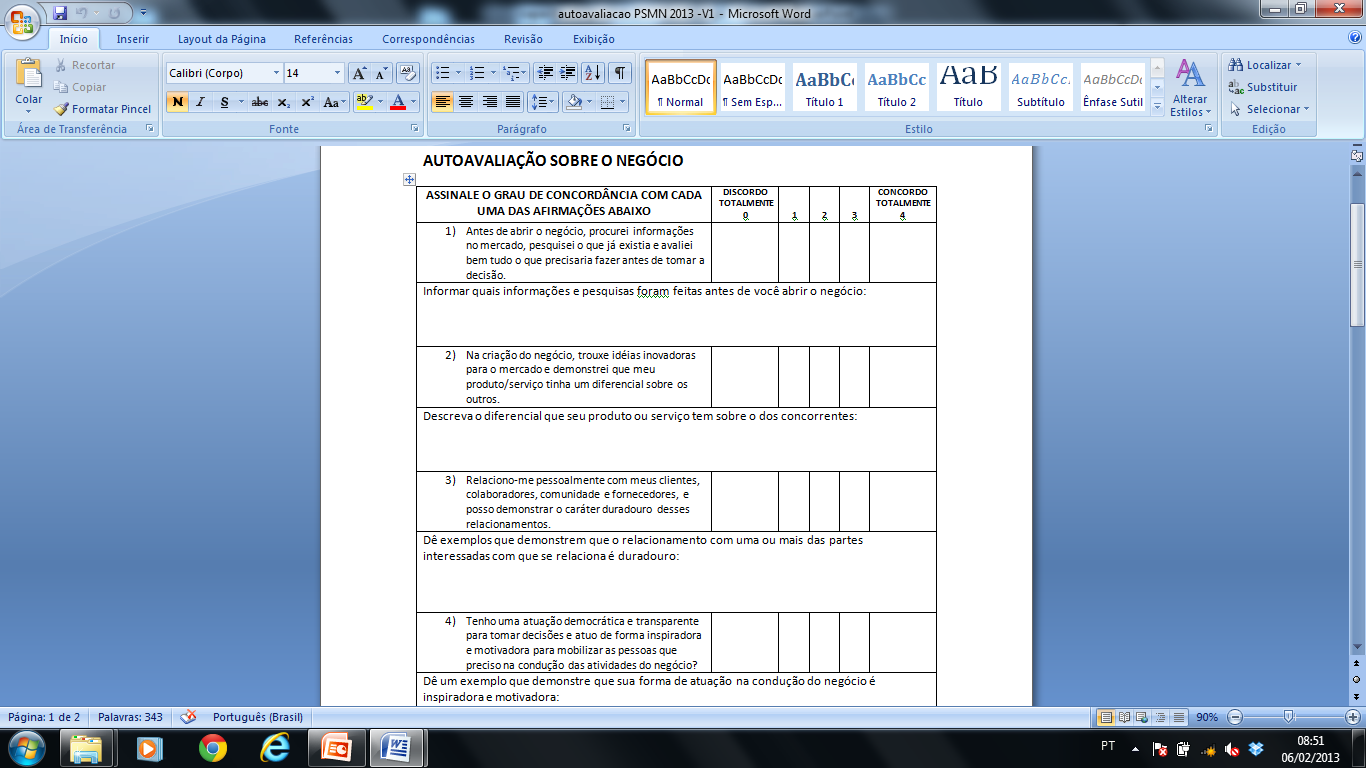 autoavaliacao PSMN 2013 -V1 - Microsoft Word
Início Inserir Layout da Página Referências Correspondências Revisão Exibição
Colar
Recortar
Copiar
Formatar Pincel
Área de Transferência
Calibri (Corpo) 14
N I S abc x₂ x² Aa ab A
Fonte
Parágrafo
AaBbCcDc AaBbCcDc AaBbCc AaBbCc AaB AaBbCc. AaBbCcDc
¶ Normal ¶ Sem Esp... Título 1 Título 2 Título Subtítulo Ênfase Sutil
Alterar
Estilos
Estilo
Localizar
Substituir
Selecionar
Edição
AUTOAVALIAÇÃO SOBRE O NEGÓCIO
ASSINALE O GRAU DE CONCORDÂNCIA COM CADA
UMA DAS AFIRMAÇÕES ABAIXO
DISCORDO
TOTALMENTE
0
1
2
3
CONCORDO
TOTALMENTE
4
1) Antes de abrir o negócio, procurei informações
no mercado, pesquisei o que já existia e avaliei
bem tudo o que precisaria fazer antes de tomar a
decisão.
Informar quais informações e pesquisas foram feitas antes de você abrir o negócio:
2) Na criação do negócio, trouxe idéias inovadoras
para o mercado e demonstrei que meu
produto/serviço tinha um diferencial sobre os
outros.
Descreva o diferencial que seu produto ou serviço tem sobre o dos concorrentes:
3) Relaciono-me pessoalmente com meus clientes,
colaboradores, comunidade e fornecedores, e
posso demonstrar o caráter duradouro desses
relacionamentos.
Dê exemplos que demonstrem que o relacionamento com uma ou mais das partes
interessadas com que se relaciona é duradouro:
4) Tenho uma atuação democrática e transparente
para tomar decisões e atuo de forma inspiradora
e motivadora para mobilizar as pessoas que
preciso na condução das atividades do negócio?
Dê um exemplo que demonstre que sua forma de atuação na condução do negócio é
inspiradora e motivadora:
Página: 1 de 2 Palavras: 343 Português (Brasil) 90%
PT
08:51
06/02/2013